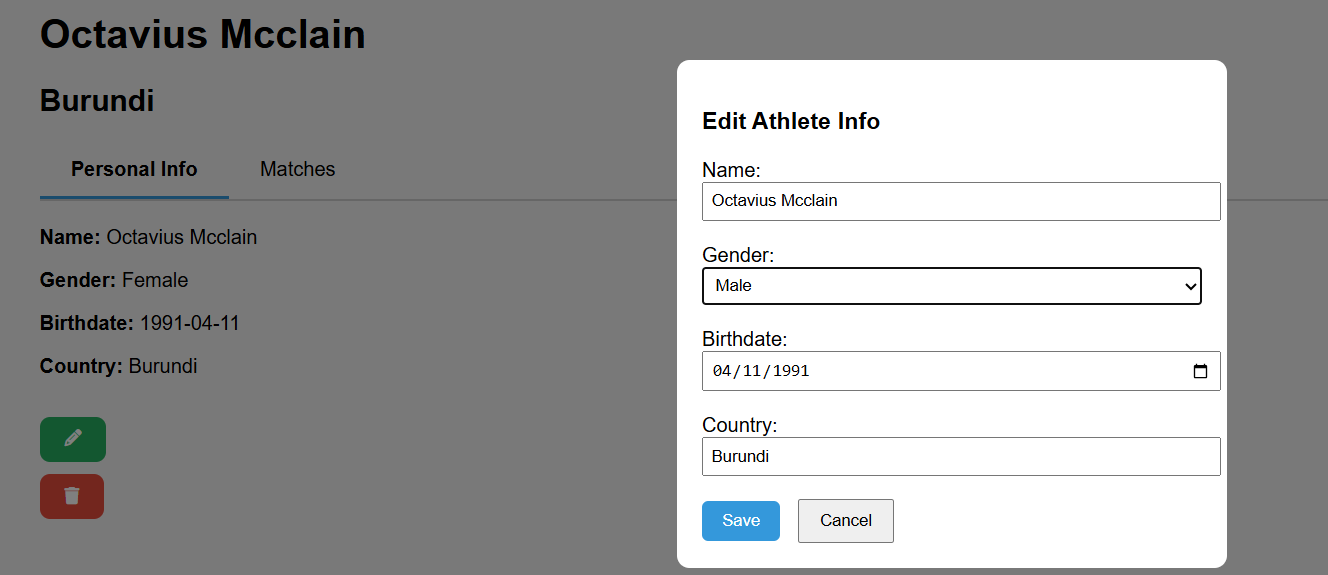 Octavius Mcclain
Burundi
Personal Info Matches
Name: Octavius Mcclain
Gender: Female
Birthdate: 1991-04-11
Country: Burundi
Edit Athlete Info
Name:
Octavius Mcclain
Gender:
Male
Birthdate:
04/11/1991
Country:
Burundi
Save Cancel